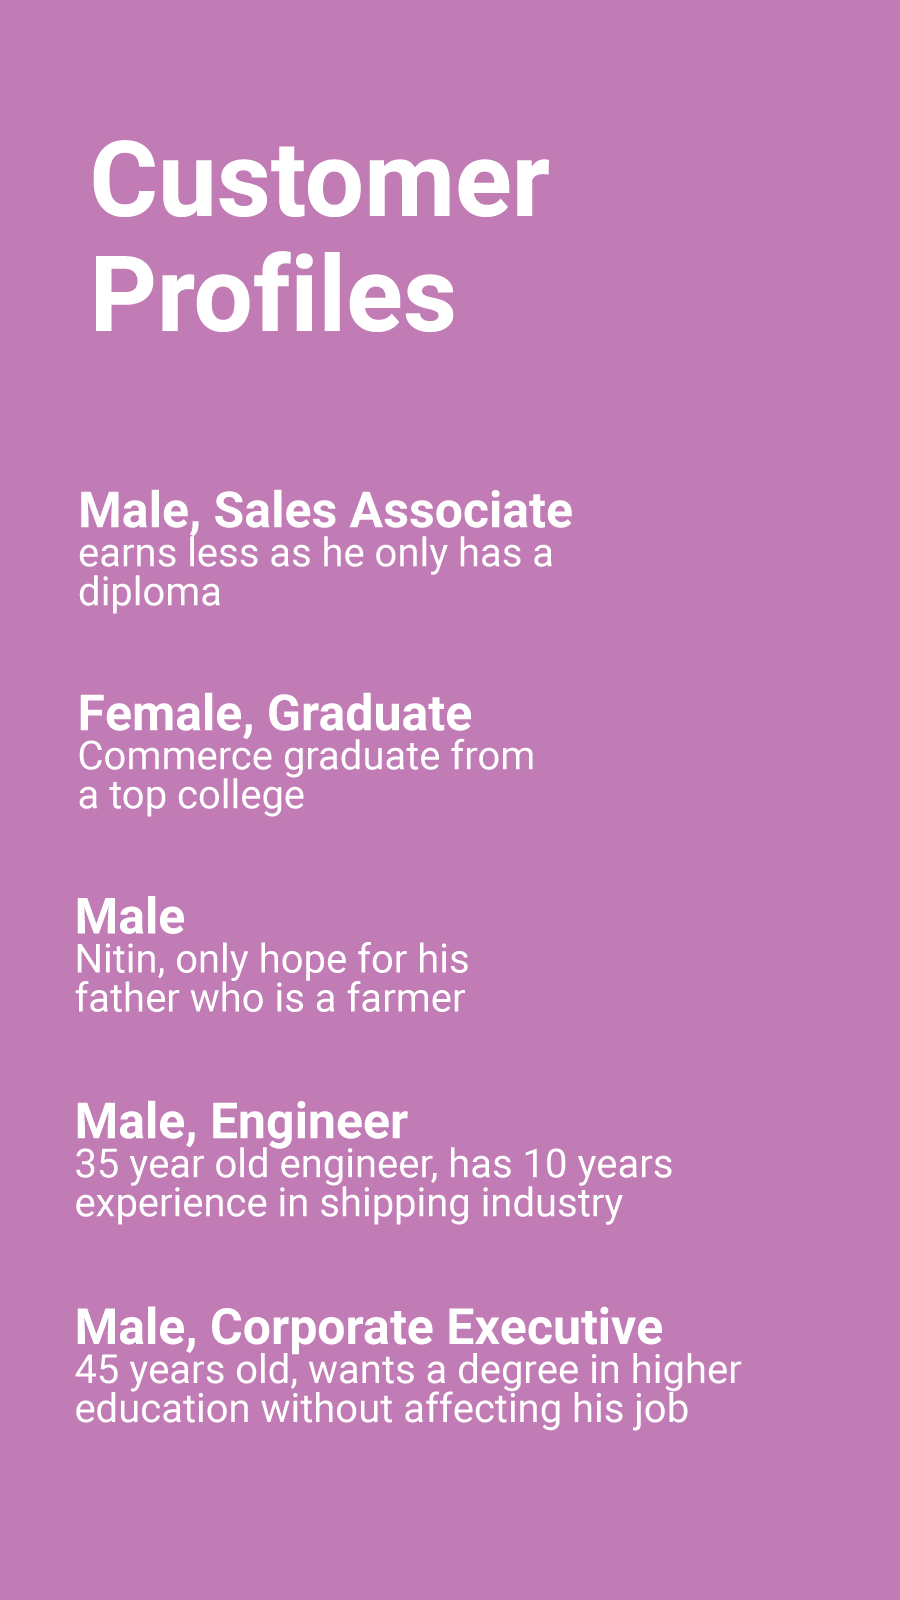 Customer
Profiles
Male, Sales Associate
earns less as he only has a
diploma
Female, Graduate
Commerce graduate from
a top college
Male
Nitin, only hope for his
father who is a farmer
Male, Engineer
35 year old engineer, has 10 years
experience in shipping industry
Male, Corporate Executive
45 years old, wants a degree in higher
education without affecting his job